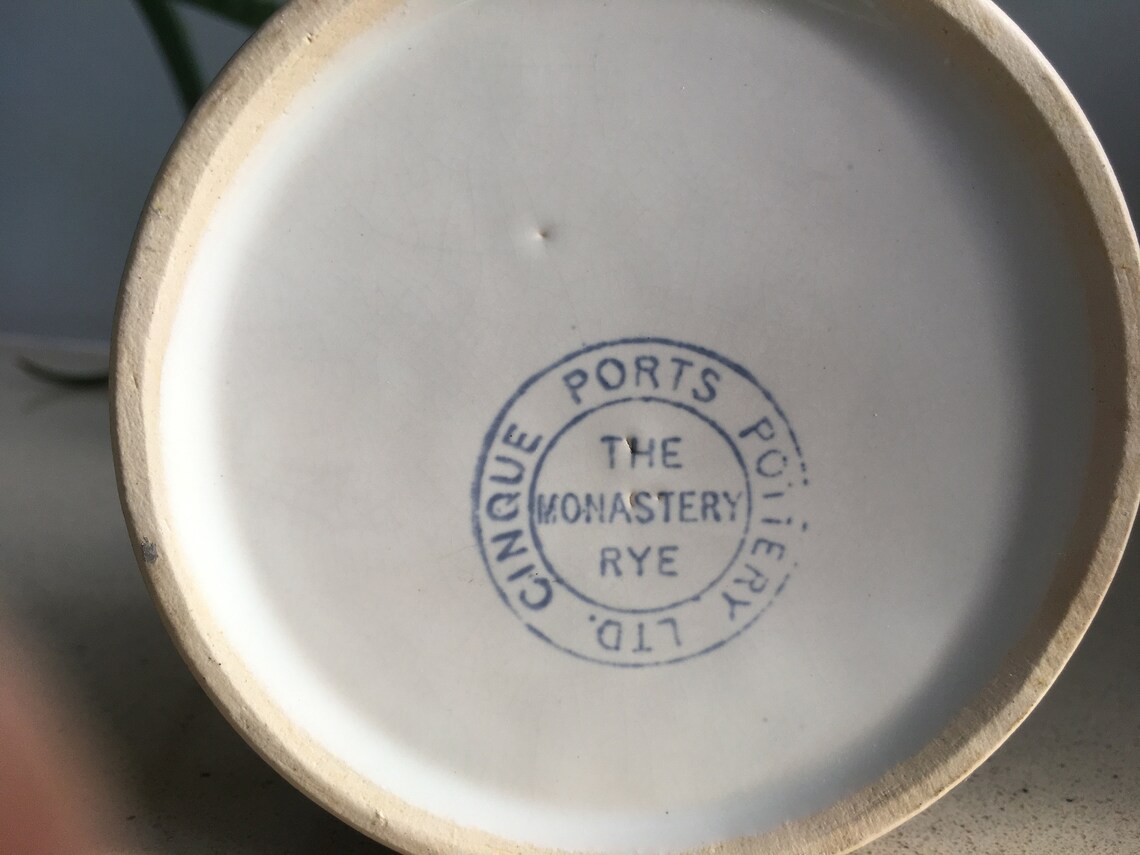 CINQUE PORTS POTTERY LTD.
THE
MONASTERY
RYE